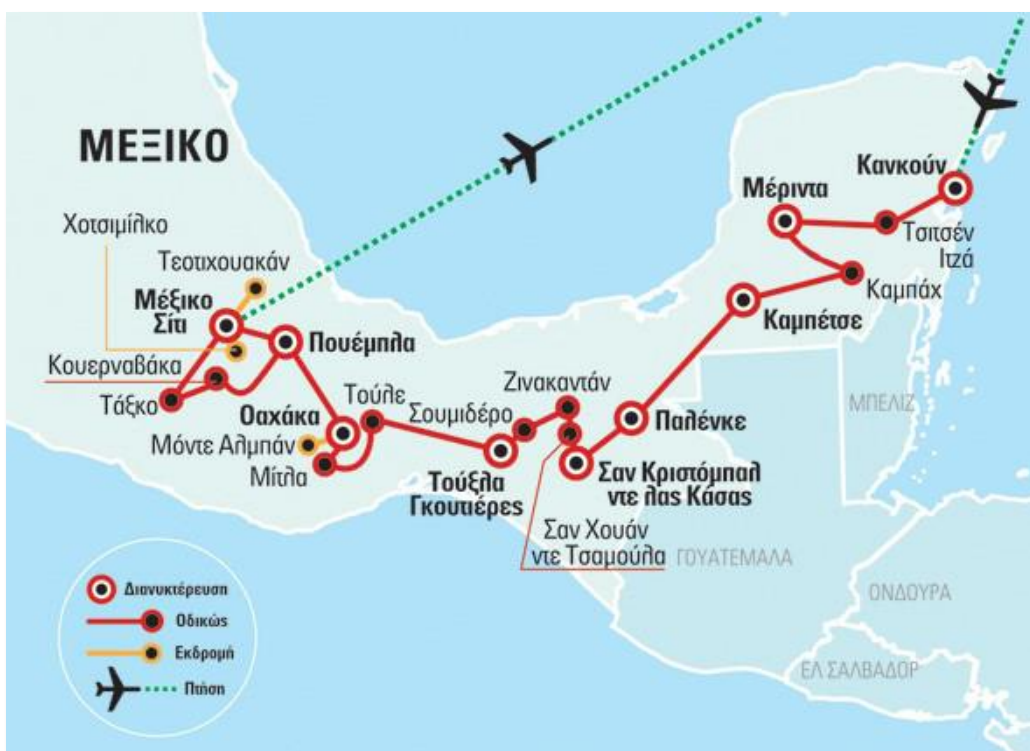 ΜΕΞΙΚΟ
Χοτσιμίλκο
Τεοτιχουακάν
Μέξικο
Σίτι
Πουέμπλα
Κουερναβάκα
Τάξκο
Οαχάκα
Μόντε Αλμπάν
Μίτλα
Τούλε
Σουμιδέρο
Ζινακαντάν
Τούξλα
Γκουτιέρες
Σαν Κριστόμπαλ
ντε λας Κάσας
Σαν Χουάν
ντε Τσαμούλα
Παλένκε
Καμπέτσε
Καμπάχ
Μέριντα
Τσιτσέν
Ιτζά
Κανκούν
ΜΠΕΛΙΖ
ΓΟΥΑΤΕΜΑΛΑ
ΟΝΔΟΥΡΑ
ΕΛ ΣΑΛΒΑΔΟΡ
Διανυκτέρευση
Οδικώς
Εκδρομή
Πτήση